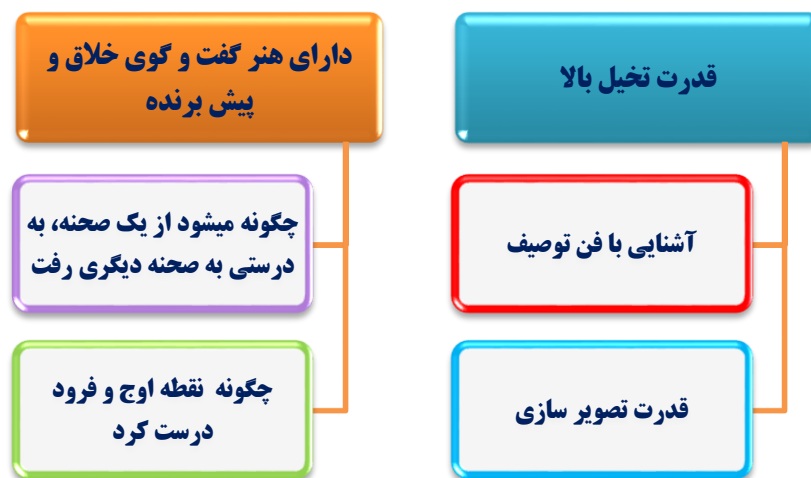 قدرت تخیل بالا
آشنایی با فن توصیف
قدرت تصویر سازی
دارای هنر گفت و گوی خلاق و
پیش برنده
چگونه میشود از یک صحنه، به
درستی به صحنه دیگری رفت
چگونه نقطه اوج و فرود
درست کرد